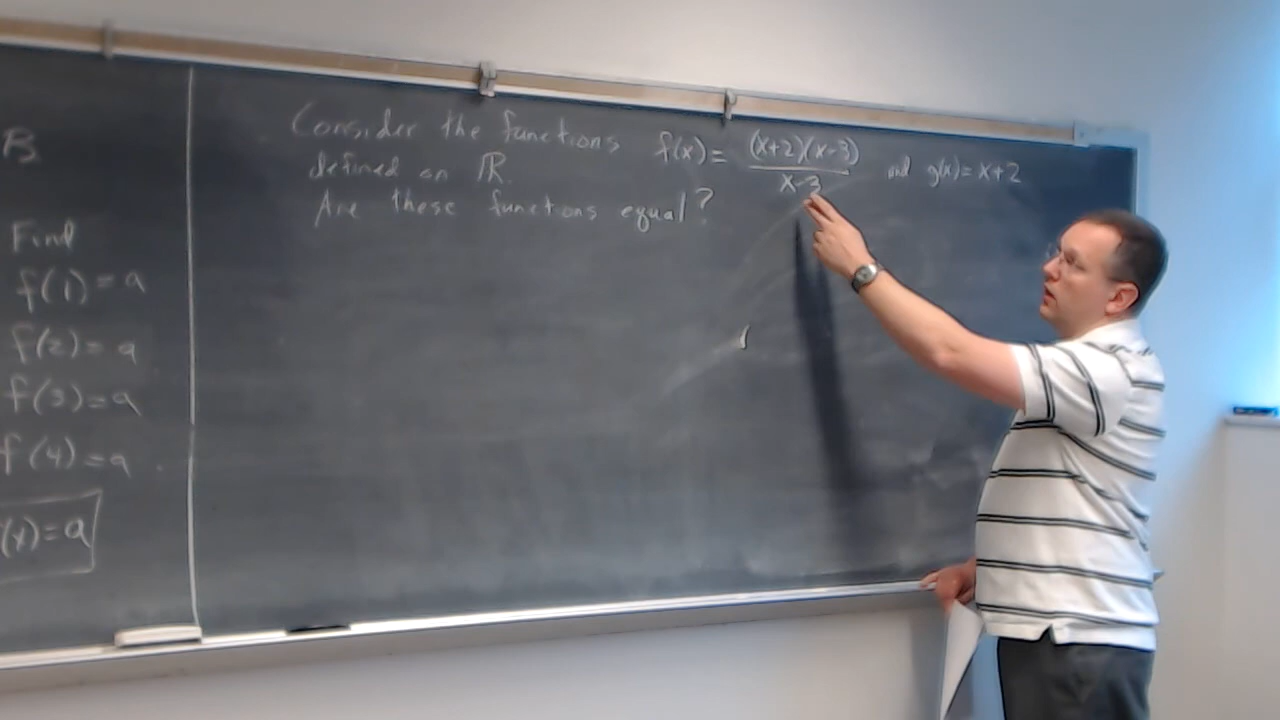 B
Find
f(1) = a
f(2) = a
f(3) = a
f(4) = a
(x) = a
Consider the functions f(x) = (x+2)(x-3) / x-3 and g(x) = x+2
defined on ℝ.
Are these functions equal?